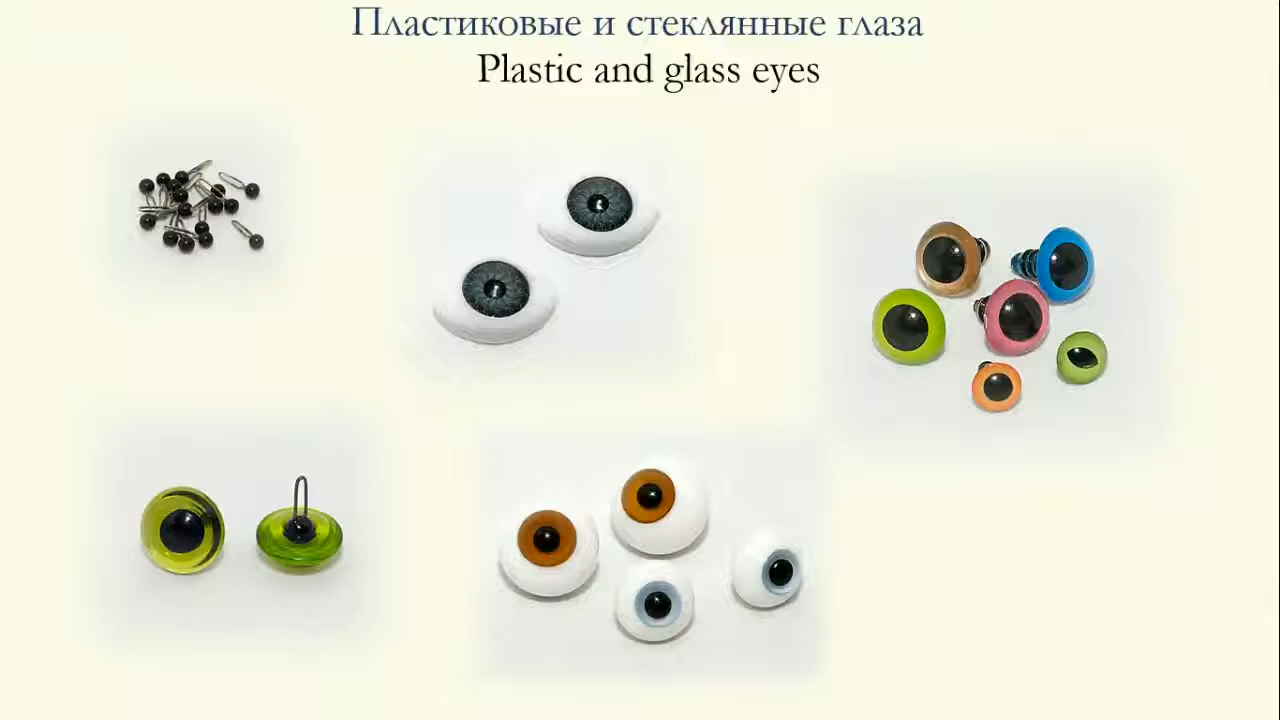 Пластиковые и стеклянные глаза
Plastic and glass eyes